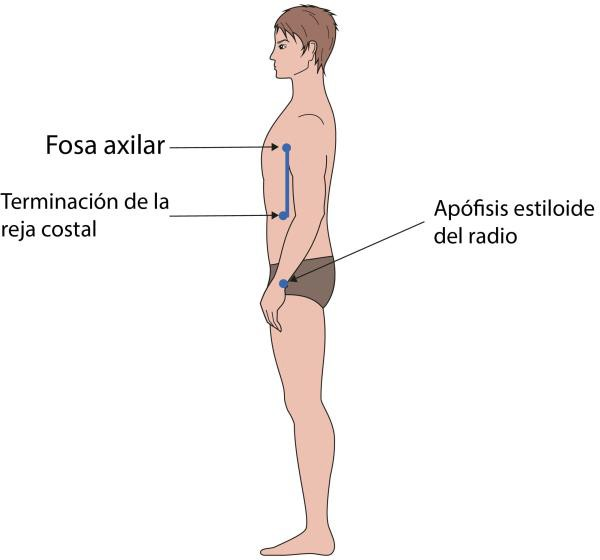 Fosa axilar
Terminación de la
reja costal
Apófisis estiloide
del radio